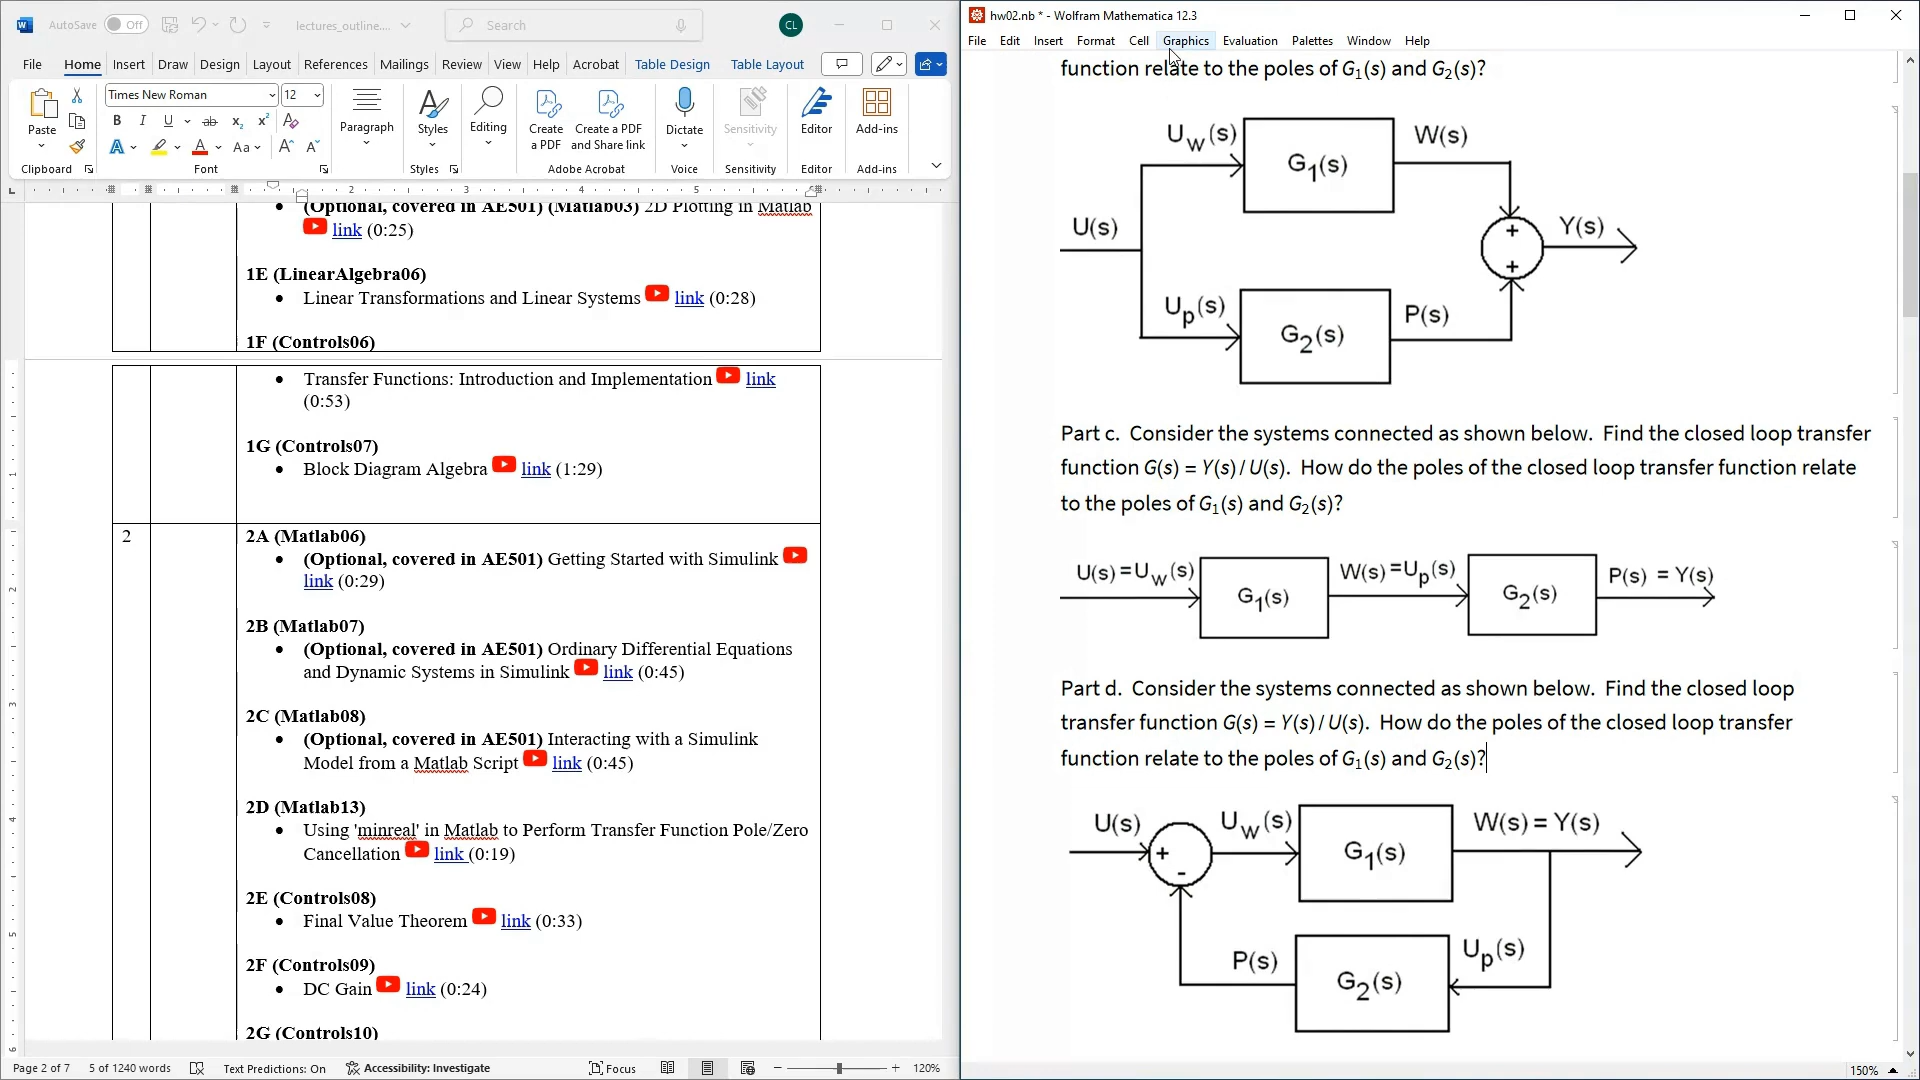 AutoSave Off lectures_outline.... Search CL
File Home Insert Draw Design Layout References Mailings Review View Help Acrobat Table Design Table Layout
Times New Roman 12
Paste
Paragraph
Styles
Editing
Create a PDF
Create a PDF and Share link
Dictate
Sensitivity
Editor
Add-ins
Clipboard Font Styles Adobe Acrobat Voice Sensitivity Editor Add-ins
(Optional, covered in AE501) (Matlab03) 2D Plotting in Matlab
link (0:25)
1E (LinearAlgebra06)
• Linear Transformations and Linear Systems link (0:28)
1F (Controls06)
• Transfer Functions: Introduction and Implementation link
(0:53)
1G (Controls07)
• Block Diagram Algebra link (1:29)
2
2A (Matlab06)
• (Optional, covered in AE501) Getting Started with Simulink
link (0:29)
2B (Matlab07)
• (Optional, covered in AE501) Ordinary Differential Equations
and Dynamic Systems in Simulink link (0:45)
2C (Matlab08)
• (Optional, covered in AE501) Interacting with a Simulink
Model from a Matlab Script link (0:45)
2D (Matlab13)
• Using 'minreal' in Matlab to Perform Transfer Function Pole/Zero
Cancellation link (0:19)
2E (Controls08)
• Final Value Theorem link (0:33)
2F (Controls09)
• DC Gain link (0:24)
2G (Controls10)
Page 2 of 7 5 of 1240 words Text Predictions: On Accessibility: Investigate Focus 120%
hw02.nb * - Wolfram Mathematica 12.3
File Edit Insert Format Cell Graphics Evaluation Palettes Window Help
function relate to the poles of G₁(s) and G₂(s)?
U(s)
Uw(s)
G₁(s)
W(s)
+
+
Y(s)
Up(s)
G₂(s)
P(s)
Part c. Consider the systems connected as shown below. Find the closed loop transfer
function G(s) = Y(s) / U(s). How do the poles of the closed loop transfer function relate
to the poles of G₁(s) and G₂(s)?
U(s)=Uw(s) G₁(s) W(s)=Up(s) G₂(s) P(s) = Y(s)
Part d. Consider the systems connected as shown below. Find the closed loop
transfer function G(s) = Y(s) / U(s). How do the poles of the closed loop transfer
function relate to the poles of G₁(s) and G₂(s)?
U(s)
+
-
Uw(s)
G₁(s)
W(s) = Y(s)
P(s)
G₂(s)
Up(s)
150%